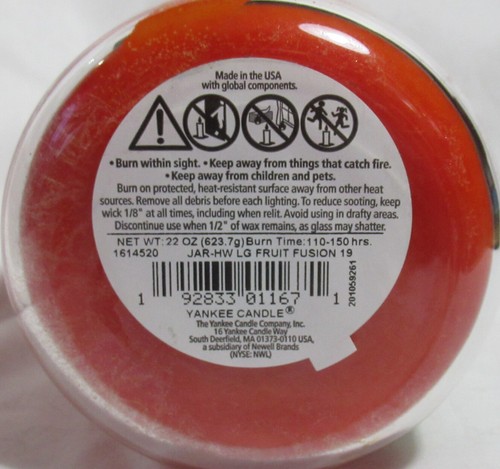 Made in the USA
with global components.
• Burn within sight. • Keep away from things that catch fire.
• Keep away from children and pets.
Burn on protected, heat-resistant surface away from other heat
sources. Remove all debris before each lighting. To reduce sooting, keep
wick 1/8" at all times, including when relit. Avoid using in drafty areas.
Discontinue use when 1/2" of wax remains, as glass may shatter.
NET WT: 22 OZ (623.7g) Burn Time: 110-150 hrs.
1614520 JAR-HW LG FRUIT FUSION 19
1 92833 01167 1
201059261
YANKEE CANDLE®
The Yankee Candle Company, Inc.
16 Yankee Candle Way
South Deerfield, MA 01373-0110 USA,
a subsidiary of Newell Brands
(NYSE: NWL)